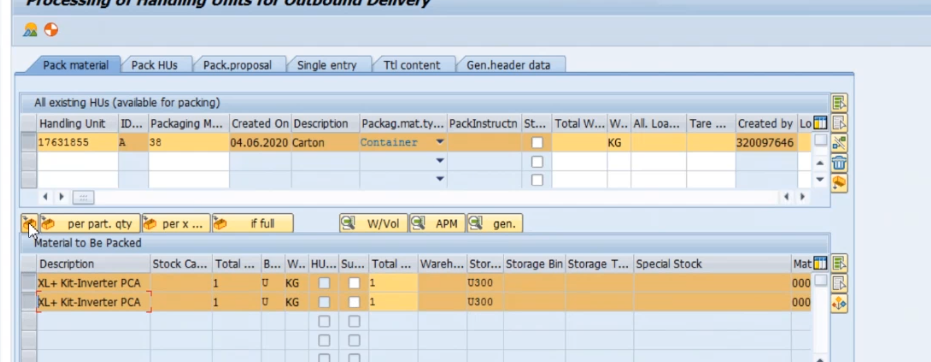 Processing of Handling Units for Outbound Delivery
Pack material Pack HUs Pack.proposal Single entry Ttl content Gen.header data
All existing HUs (available for packing)
Handling Unit ID... Packaging M... Created On Description Packag.mat.ty... PackInstructn St... Total W... W.. All. Loa... Tare ... Created by Lo
17631855 A 38 04.06.2020 Carton Container KG 320097646
per part. qty per x ... if full W/Vol APM gen.
Material to Be Packed
Description Stock Ca... Total ... B... W.. HU... Su... Total ... Wareh... Stor... Storage Bin Storage T... Special Stock Mat
XL+ Kit-Inverter PCA 1 U KG 1 U300 000
XL+ Kit-Inverter PCA 1 U KG 1 U300 000